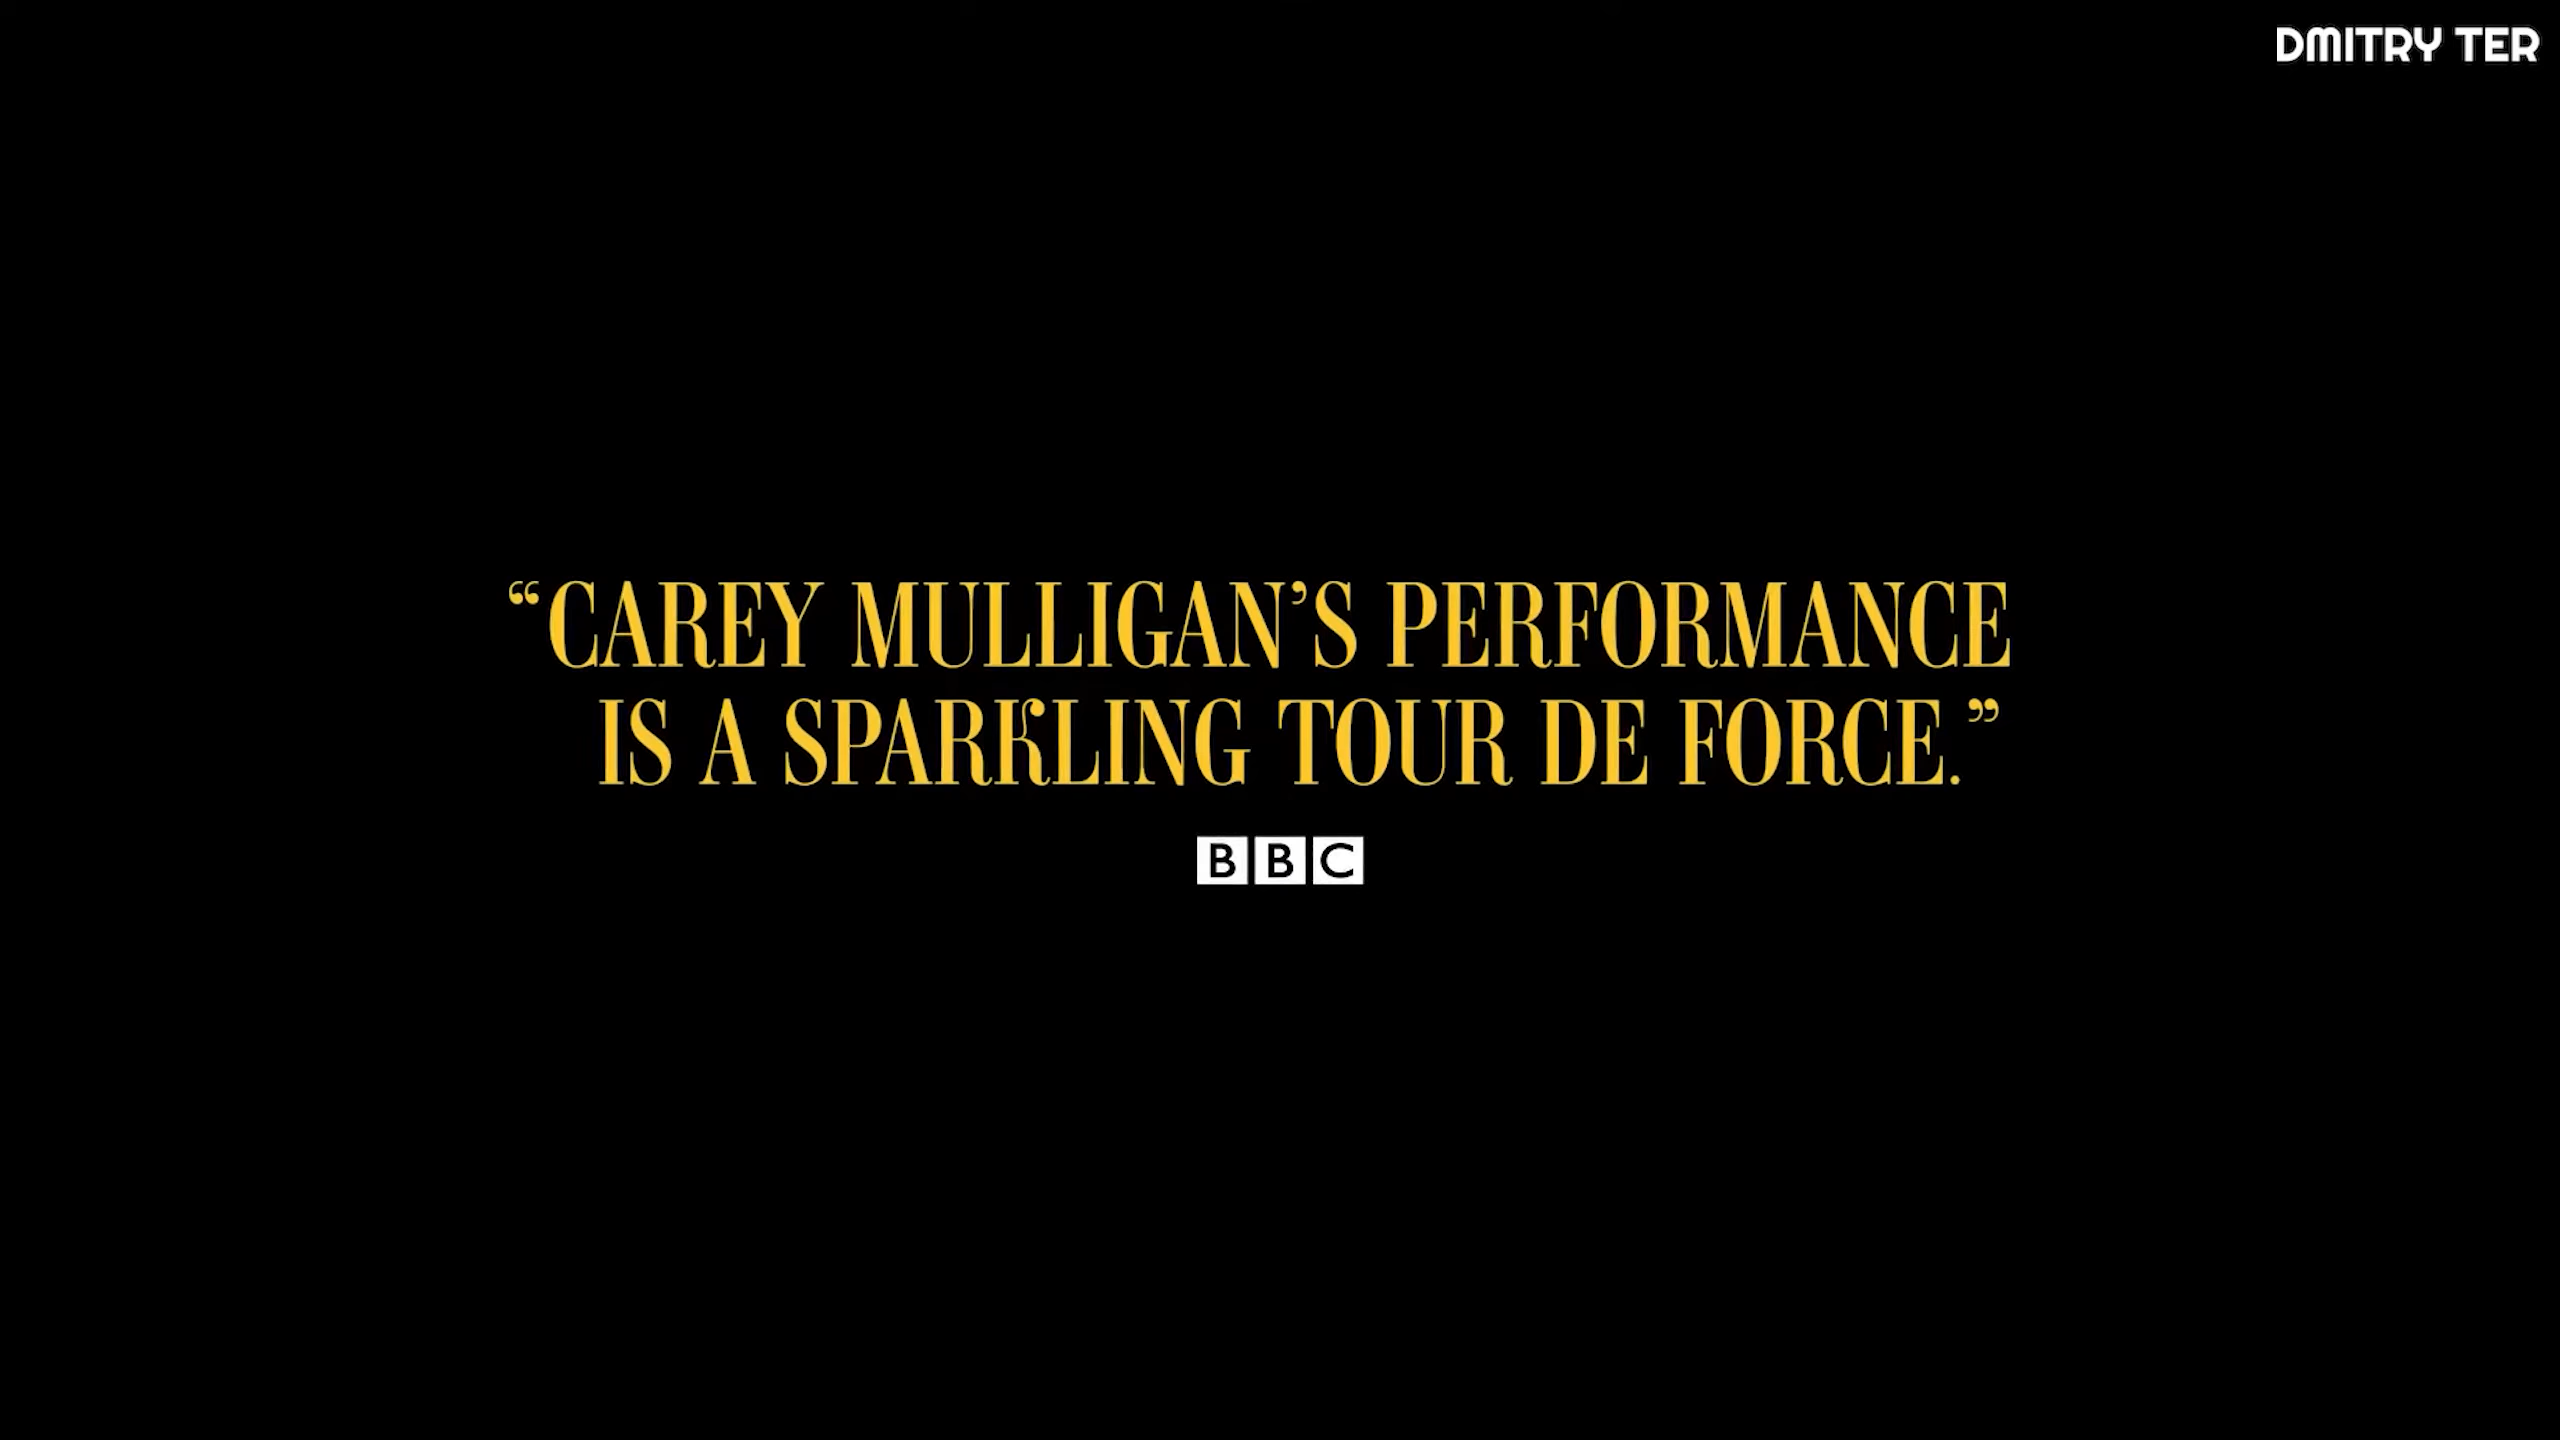 DMITRY TER
“CAREY MULLIGAN’S PERFORMANCE
IS A SPARKLING TOUR DE FORCE.”
BBC